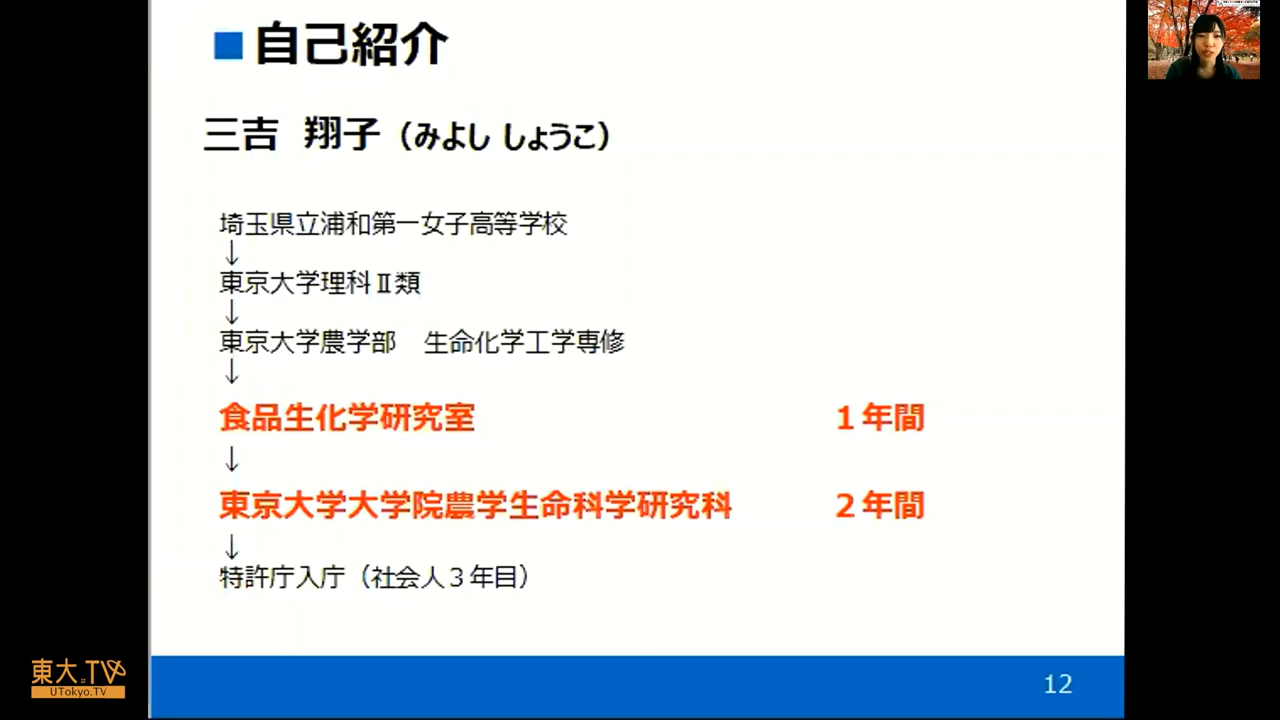 ■自己紹介
三吉 翔子（みよし しょうこ）
埼玉県立浦和第一女子高等学校
↓
東京大学理科Ⅱ類
↓
東京大学農学部　生命化学工学専修
↓
食品生化学研究室　１年間
↓
東京大学大学院農学生命科学研究科　２年間
↓
特許庁入庁（社会人３年目）
12
東大.TV
UTokyo.TV